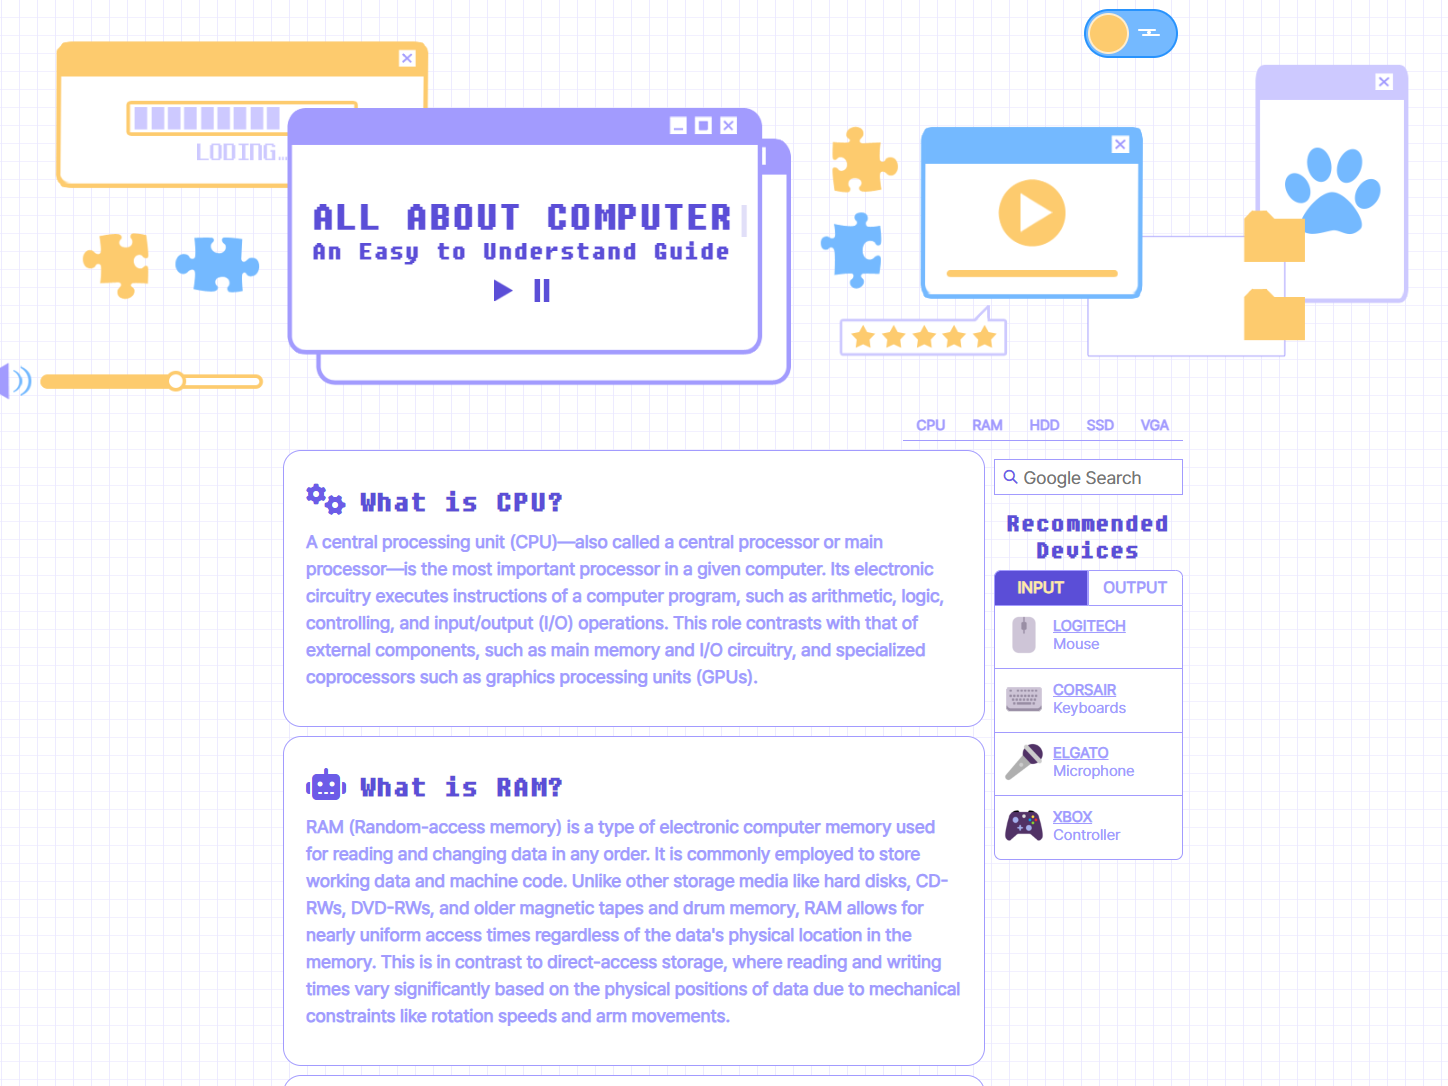 LODING...
ALL ABOUT COMPUTER
An Easy to Understand Guide
CPU RAM HDD SSD VGA
What is CPU?
A central processing unit (CPU)—also called a central processor or main
processor—is the most important processor in a given computer. Its electronic
circuitry executes instructions of a computer program, such as arithmetic, logic,
controlling, and input/output (I/O) operations. This role contrasts with that of
external components, such as main memory and I/O circuitry, and specialized
coprocessors such as graphics processing units (GPUs).
What is RAM?
RAM (Random-access memory) is a type of electronic computer memory used
for reading and changing data in any order. It is commonly employed to store
working data and machine code. Unlike other storage media like hard disks, CD-
RWs, DVD-RWs, and older magnetic tapes and drum memory, RAM allows for
nearly uniform access times regardless of the data's physical location in the
memory. This is in contrast to direct-access storage, where reading and writing
times vary significantly based on the physical positions of data due to mechanical
constraints like rotation speeds and arm movements.
Google Search
Recommended
Devices
INPUT OUTPUT
LOGITECH
Mouse
CORSAIR
Keyboards
ELGATO
Microphone
XBOX
Controller